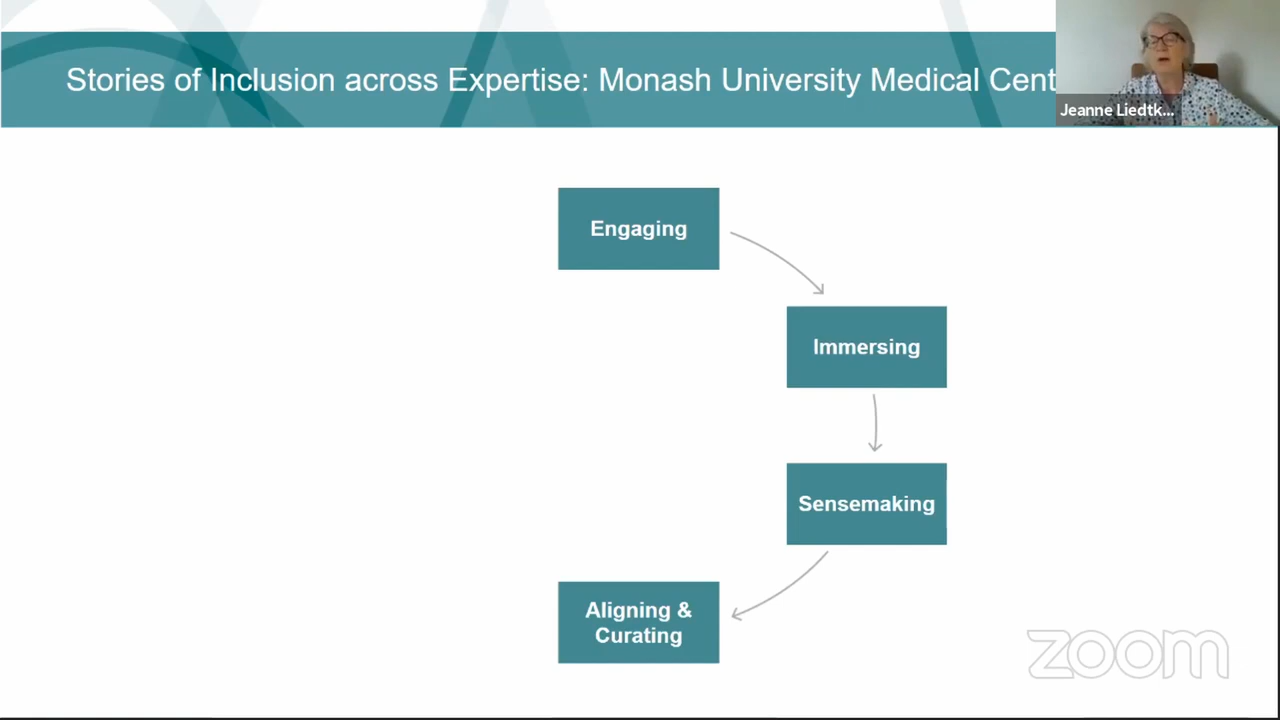 Stories of Inclusion across Expertise: Monash University Medical Cent
Jeanne Liedtk...
Engaging
Immersing
Sensemaking
Aligning &
Curating
zoom